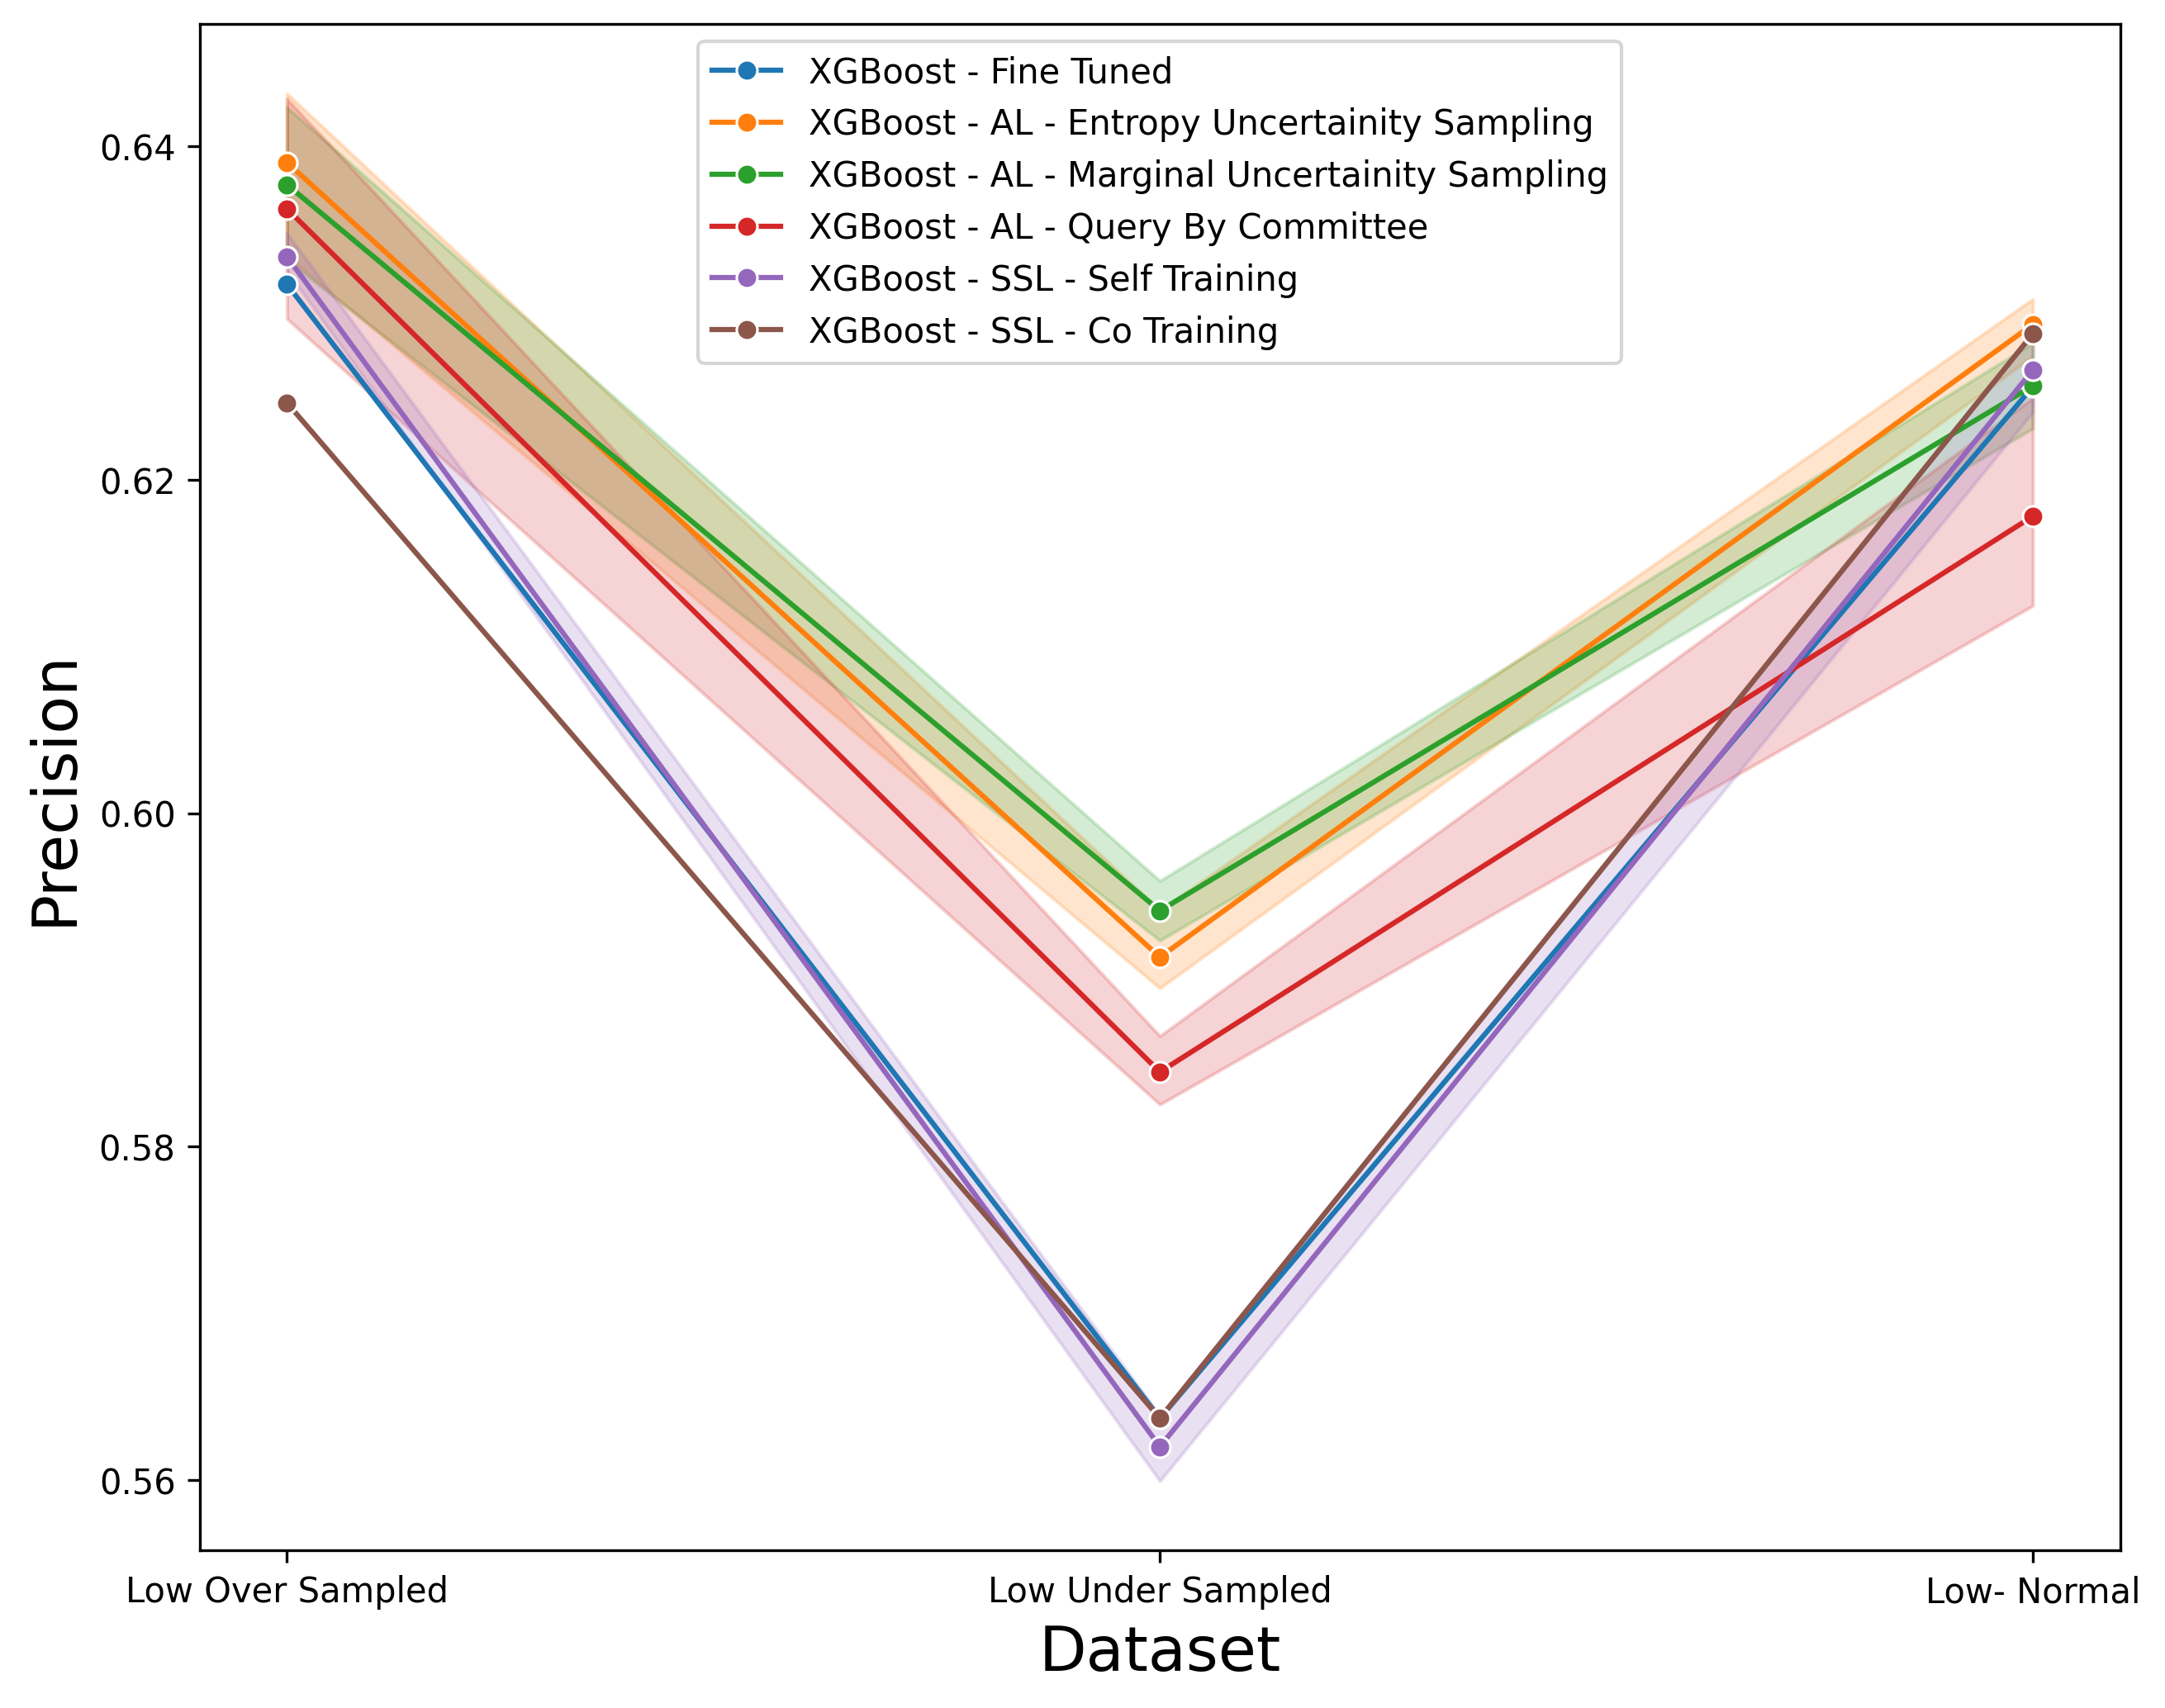 XGBoost - Fine Tuned
XGBoost - AL - Entropy Uncertainity Sampling
XGBoost - AL - Marginal Uncertainity Sampling
XGBoost - AL - Query By Committee
XGBoost - SSL - Self Training
XGBoost - SSL - Co Training
0.64
0.62
0.60
0.58
0.56
Precision
Low Over Sampled
Low Under Sampled
Low- Normal
Dataset